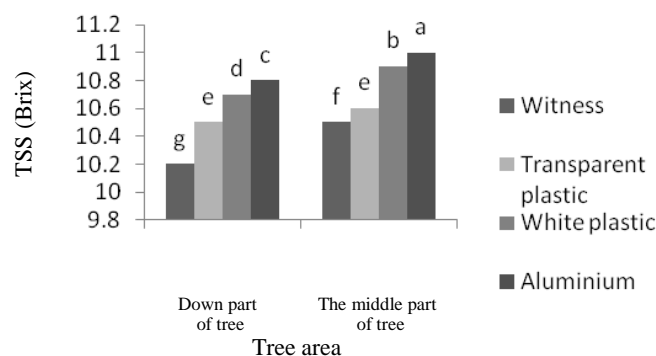 TSS (Brix)
11.2
11
10.8
10.6
10.4
10.2
10
9.8
g
e
d
c
f
e
b
a
Down part
of tree
The middle part
of tree
Tree area
Witness
Transparent
plastic
White plastic
Aluminium